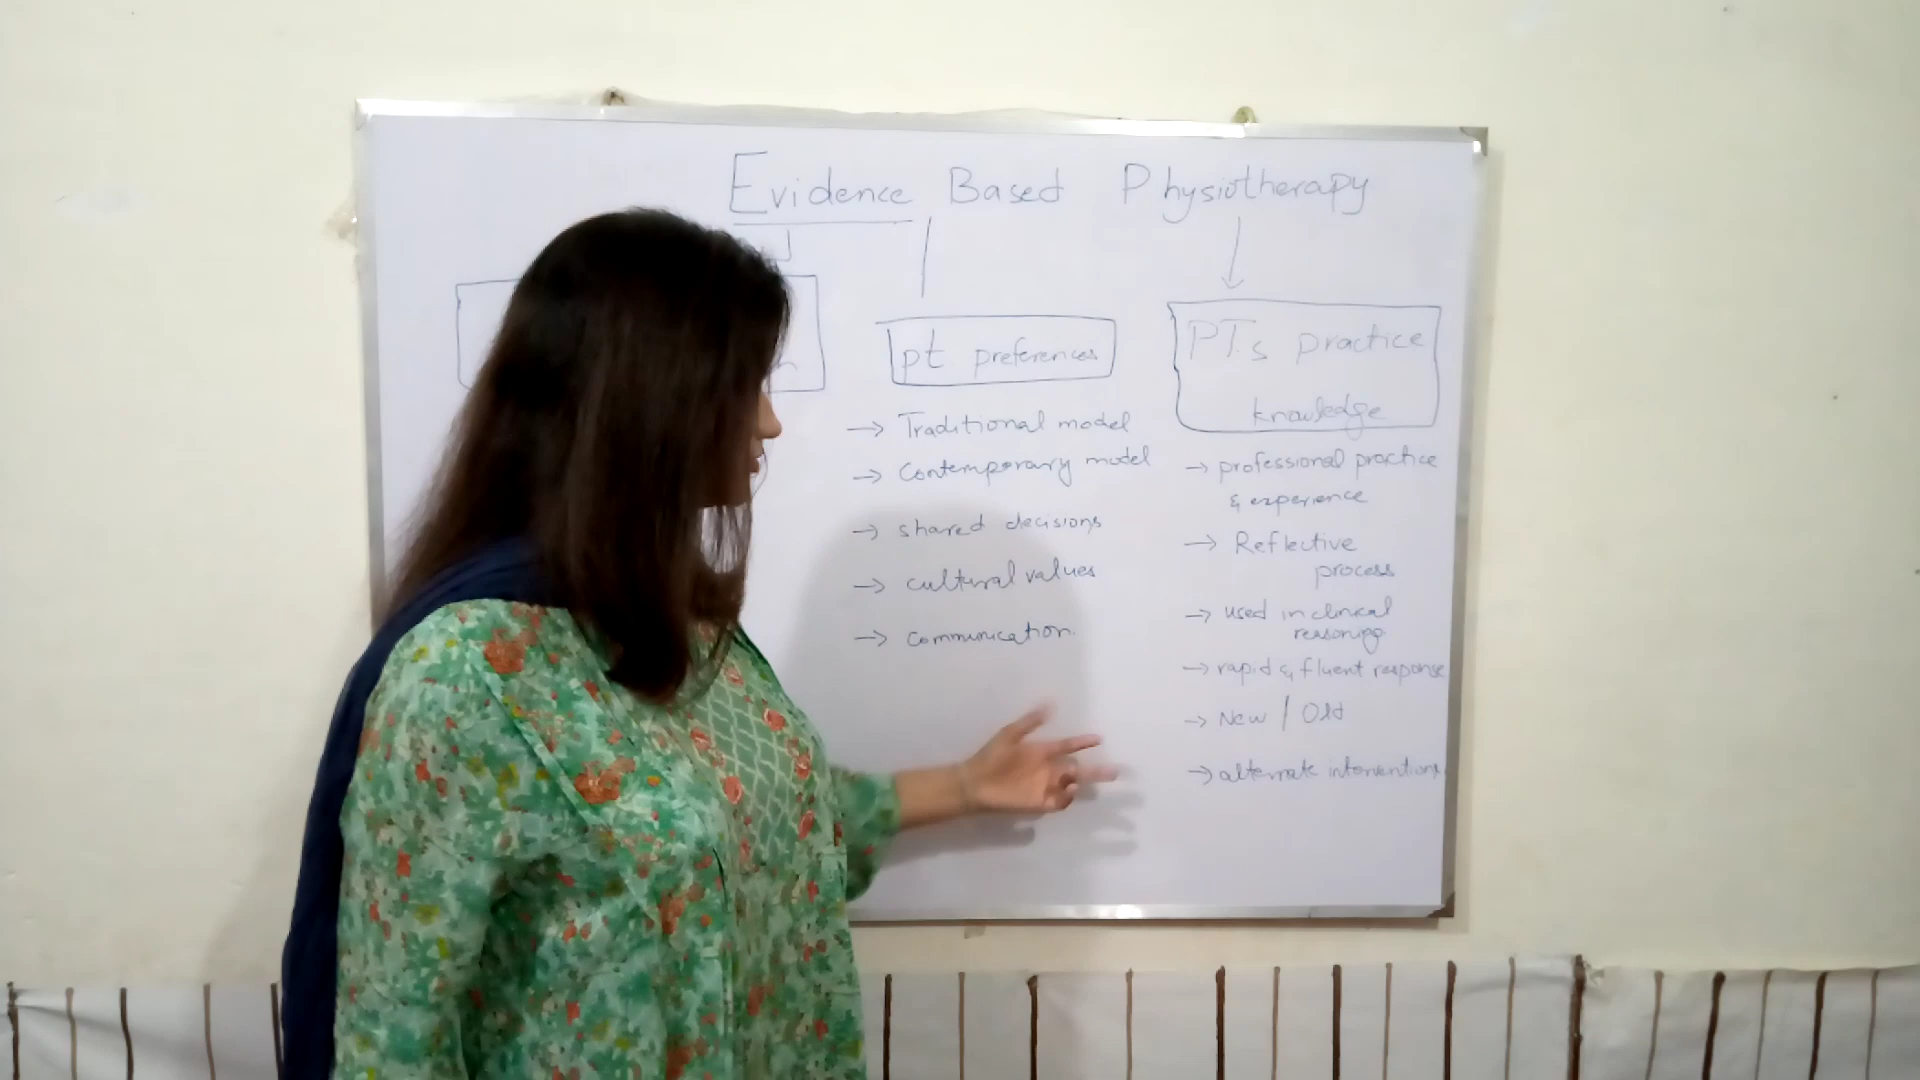 Evidence Based Physiotherapy
pt. preferences
→ Traditional model
→ Contemporary model
→ shared decisions
→ cultural values
→ communication.
PT.s practice
knowledge
→ professional practice
& experience
→ Reflective
process
→ used in clinical
reasoning.
→ rapid & fluent response
→ New / Old
→ alternate interventions